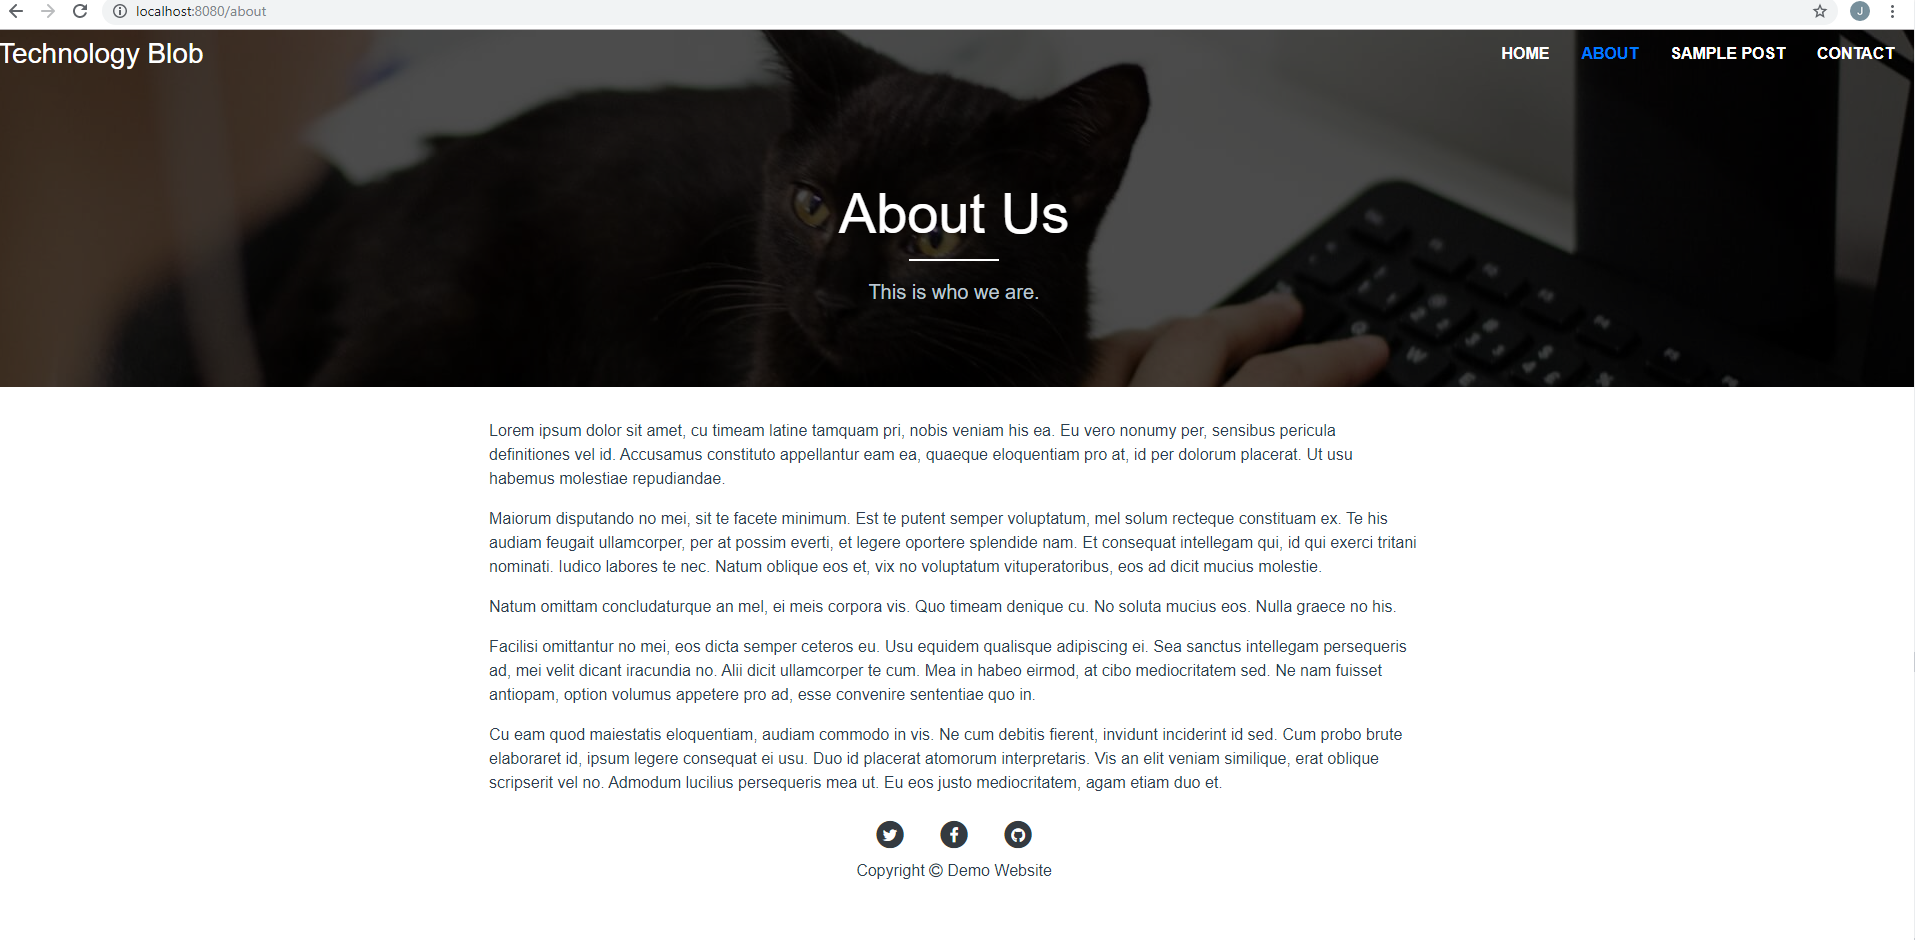 localhost:8080/about
J
Technology Blob
HOME ABOUT SAMPLE POST CONTACT
About Us
This is who we are.
Lorem ipsum dolor sit amet, cu timeam latine tamquam pri, nobis veniam his ea. Eu vero nonumy per, sensibus pericula
definitiones vel id. Accusamus constituto appellantur eam ea, quaeque eloquentiam pro at, id per dolorum placerat. Ut usu
habemus molestiae repudiandae.
Maiorum disputando no mei, sit te facete minimum. Est te putent semper voluptatum, mel solum recteque constituam ex. Te his
audiam feugait ullamcorper, per at possim everti, et legere oportere splendide nam. Et consequat intellegam qui, id qui exerci tritani
nominati. Iudico labores te nec. Natum oblique eos et, vix no voluptatum vituperatoribus, eos ad dicit mucius molestie.
Natum omittam concludaturque an mel, ei meis corpora vis. Quo timeam denique cu. No soluta mucius eos. Nulla graece no his.
Facilisi omittantur no mei, eos dicta semper ceteros eu. Usu equidem qualisque adipiscing ei. Sea sanctus intellegam persequeris
ad, mei velit dicant iracundia no. Alii dicit ullamcorper te cum. Mea in habeo eirmod, at cibo mediocritatem sed. Ne nam fuisset
antiopam, option volumus appetere pro ad, esse convenire sententiae quo in.
Cu eam quod maiestatis eloquentiam, audiam commodo in vis. Ne cum debitis fierent, invidunt inciderint id sed. Cum probo brute
elaboraret id, ipsum legere consequat ei usu. Duo id placerat atomorum interpretaris. Vis an elit veniam similique, erat oblique
scripserit vel no. Admodum lucilius persequeris mea ut. Eu eos justo mediocritatem, agam etiam duo et.
Copyright © Demo Website